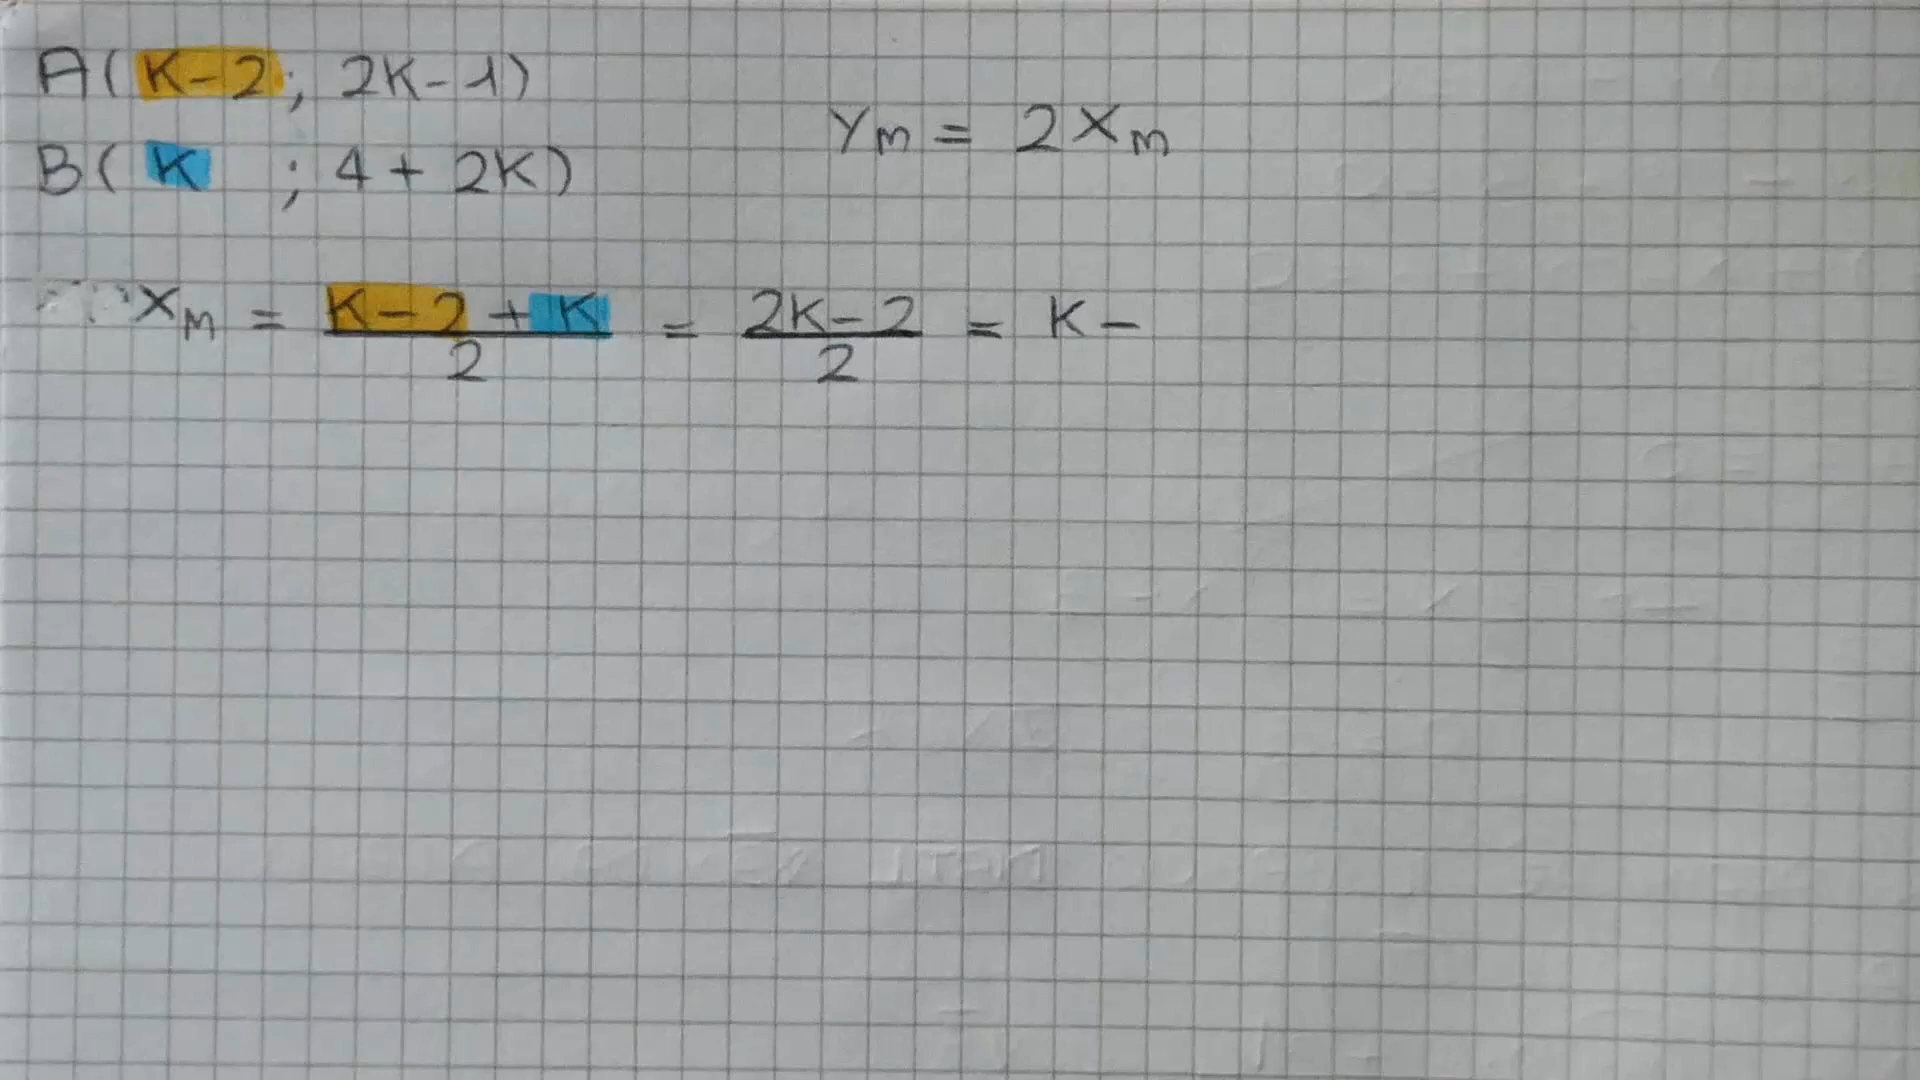 A(K-2; 2K-1)
B(K ; 4+2K)
Ym = 2Xm
Xm = K-2+K/2 = 2K-2/2 = K-